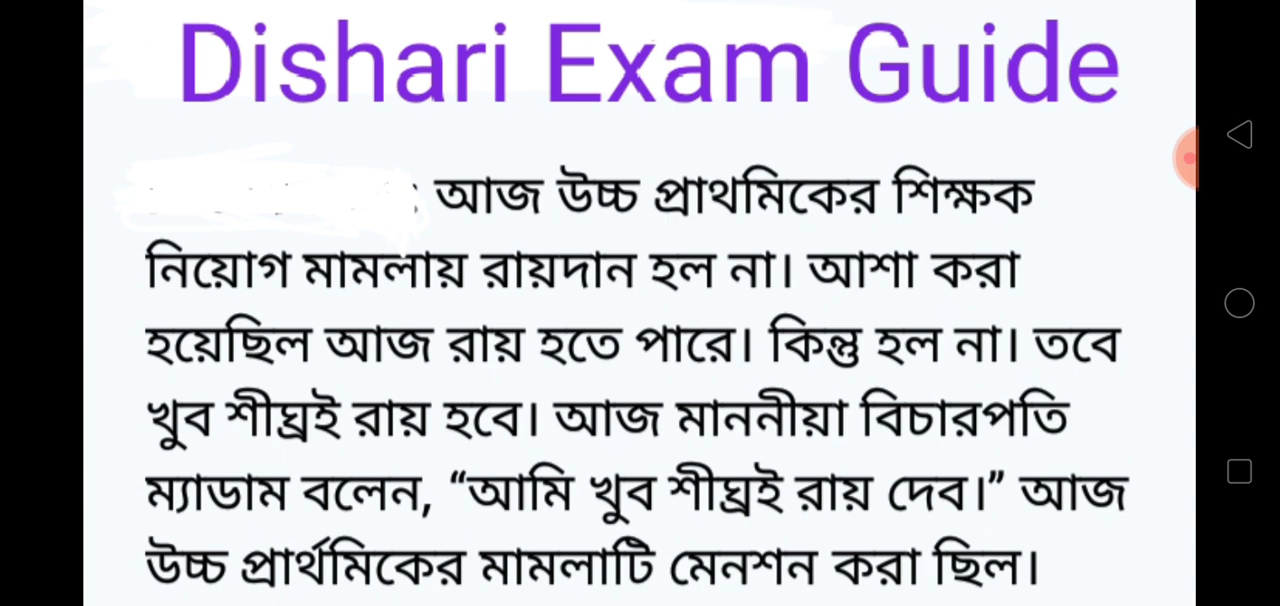 Dishari Exam Guide
: আজ উচ্চ প্রাথমিকের শিক্ষক
নিয়োগ মামলায় রায়দান হল না। আশা করা
হয়েছিল আজ রায় হতে পারে। কিন্তু হল না। তবে
খুব শীঘ্রই রায় হবে। আজ মাননীয়া বিচারপতি
ম্যাডাম বলেন, “আমি খুব শীঘ্রই রায় দেব।” আজ
উচ্চ প্রার্থমিকের মামলাটি মেনশন করা ছিল।